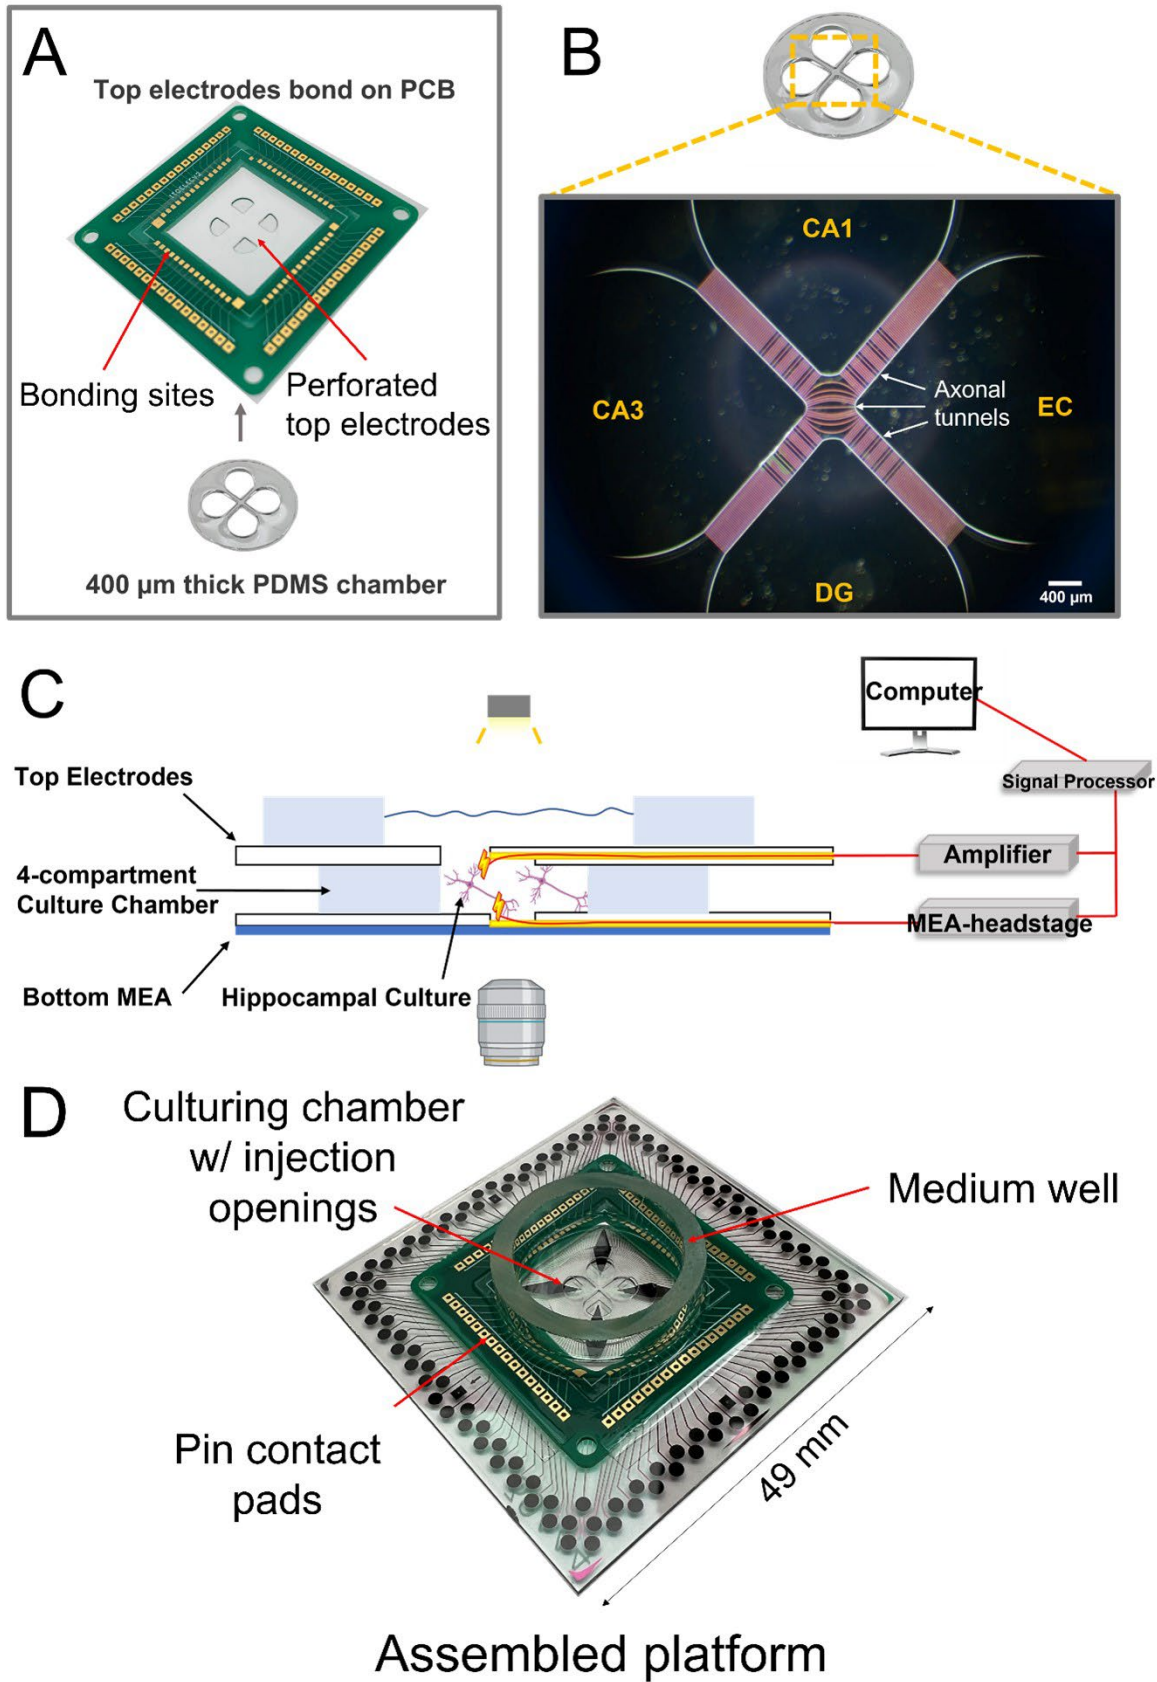 A
Top electrodes bond on PCB
Bonding sites
Perforated
top electrodes
400 µm thick PDMS chamber
B
CA1
CA3
Axonal
tunnels
EC
DG
400 µm
C
Computer
Signal Processor
Top Electrodes
Amplifier
4-compartment
Culture Chamber
MEA-headstage
Bottom MEA
Hippocampal Culture
D
Culturing chamber
w/ injection
openings
Medium well
Pin contact
pads
49 mm
Assembled platform